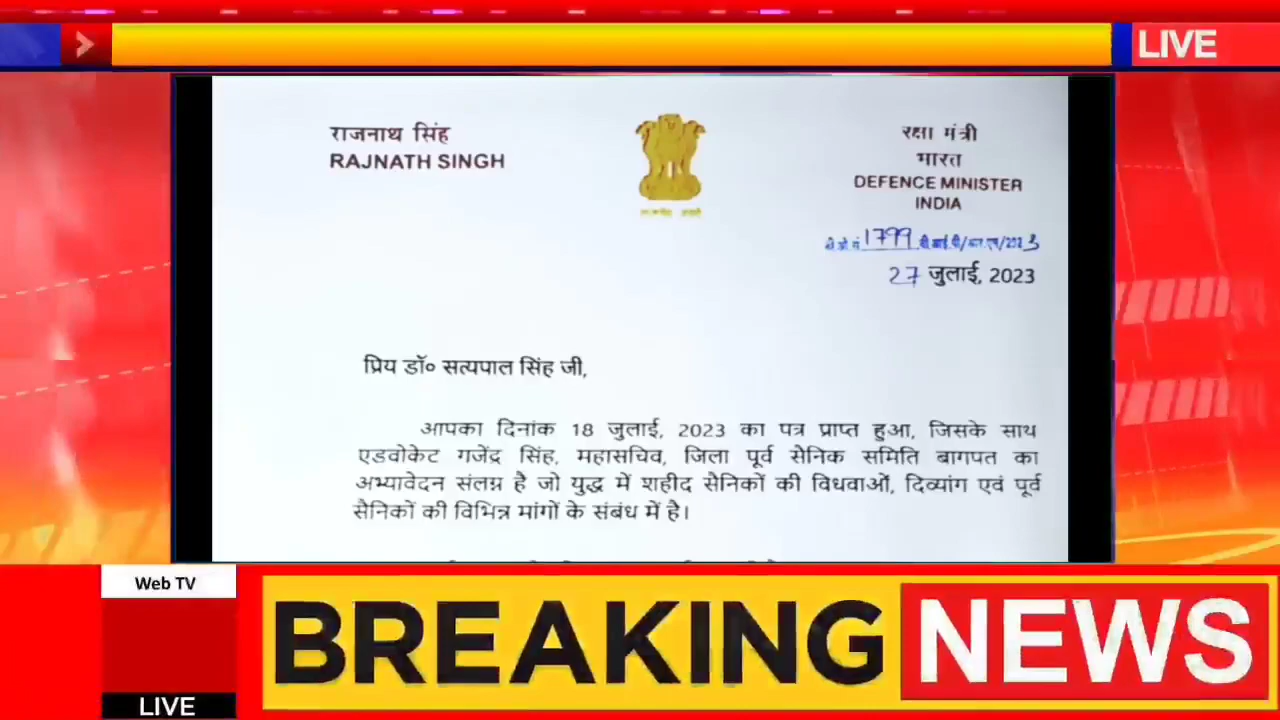 LIVE
राजनाथ सिंह
RAJNATH SINGH
रक्षा मंत्री
भारत
DEFENCE MINISTER
INDIA
1799
27 जुलाई, 2023
प्रिय डॉ० सत्यपाल सिंह जी,
आपका दिनांक 18 जुलाई, 2023 का पत्र प्राप्त हुआ, जिसके साथ
एडवोकेट गजेंद्र सिंह, महासचिव, जिला पूर्व सैनिक समिति बागपत का
अभ्यावेदन संलग्न है जो युद्ध में शहीद सैनिकों की विधवाओं, दिव्यांग एवं पूर्व
सैनिकों की विभिन्न मांगों के संबंध में है।
Web TV
LIVE
BREAKING NEWS